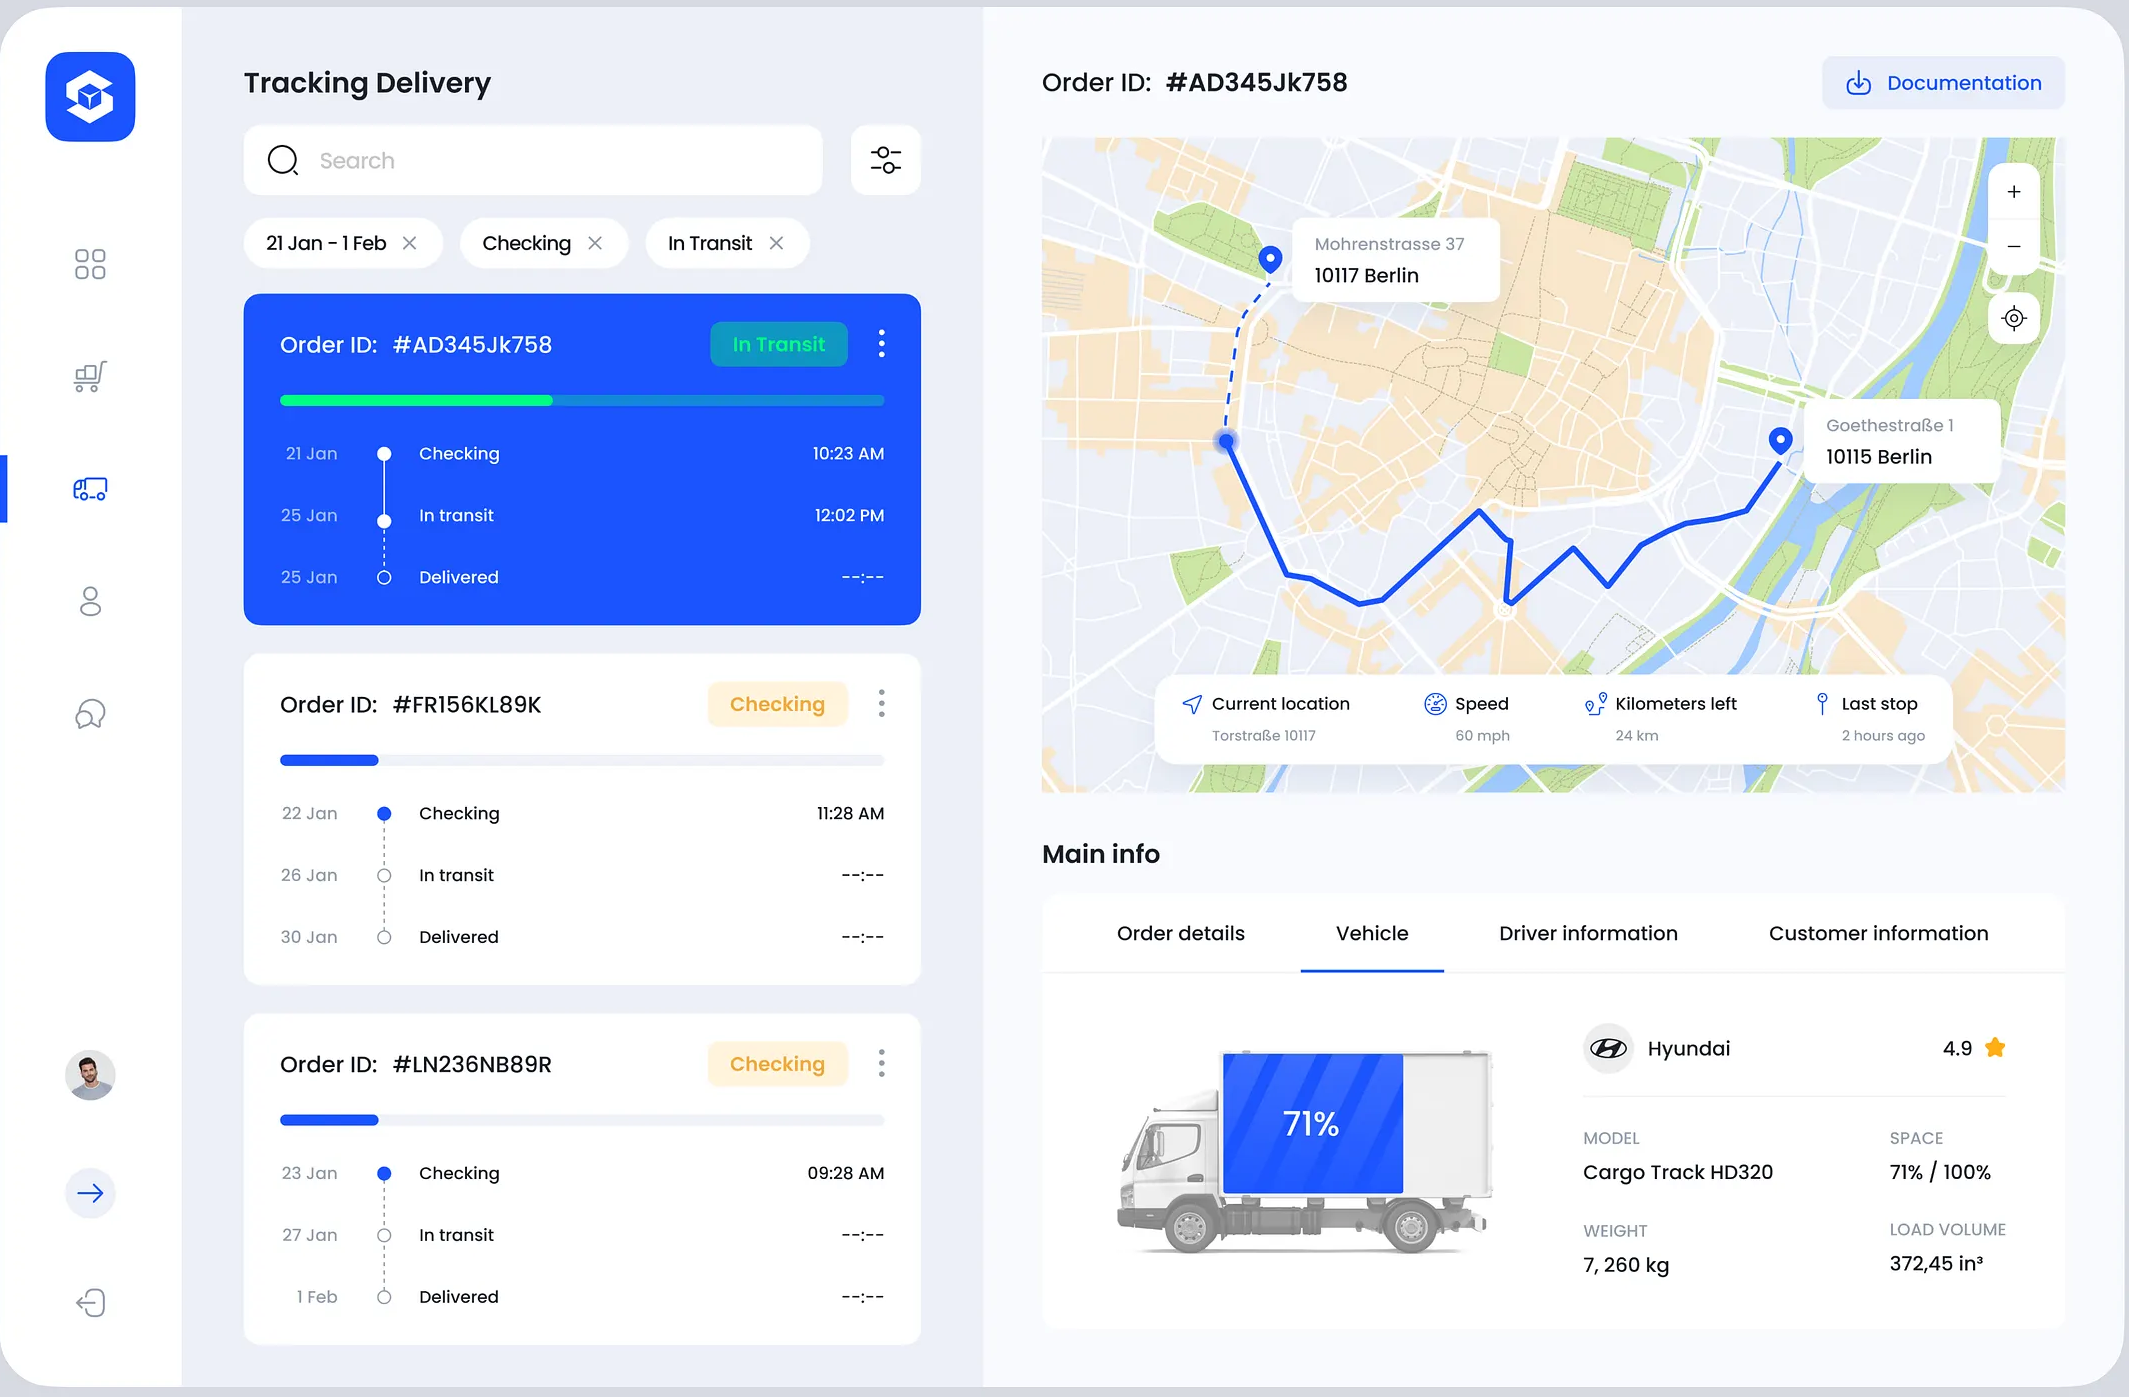 Tracking Delivery
Search
21 Jan - 1 Feb
Checking
In Transit
Order ID: #AD345Jk758
In Transit
21 Jan Checking 10:23 AM
25 Jan In transit 12:02 PM
25 Jan Delivered --:--
Order ID: #FR156KL89K
Checking
22 Jan Checking 11:28 AM
26 Jan In transit --:--
30 Jan Delivered --:--
Order ID: #LN236NB89R
Checking
23 Jan Checking 09:28 AM
27 Jan In transit --:--
1 Feb Delivered --:--
Order ID: #AD345Jk758
Documentation
Mohrenstrasse 37
10117 Berlin
Goethestraße 1
10115 Berlin
Current location
Torstraße 10117
Speed
60 mph
Kilometers left
24 km
Last stop
2 hours ago
Main info
Order details
Vehicle
Driver information
Customer information
71%
Hyundai
4.9
MODEL
Cargo Track HD320
SPACE
71% / 100%
WEIGHT
7, 260 kg
LOAD VOLUME
372,45 in³